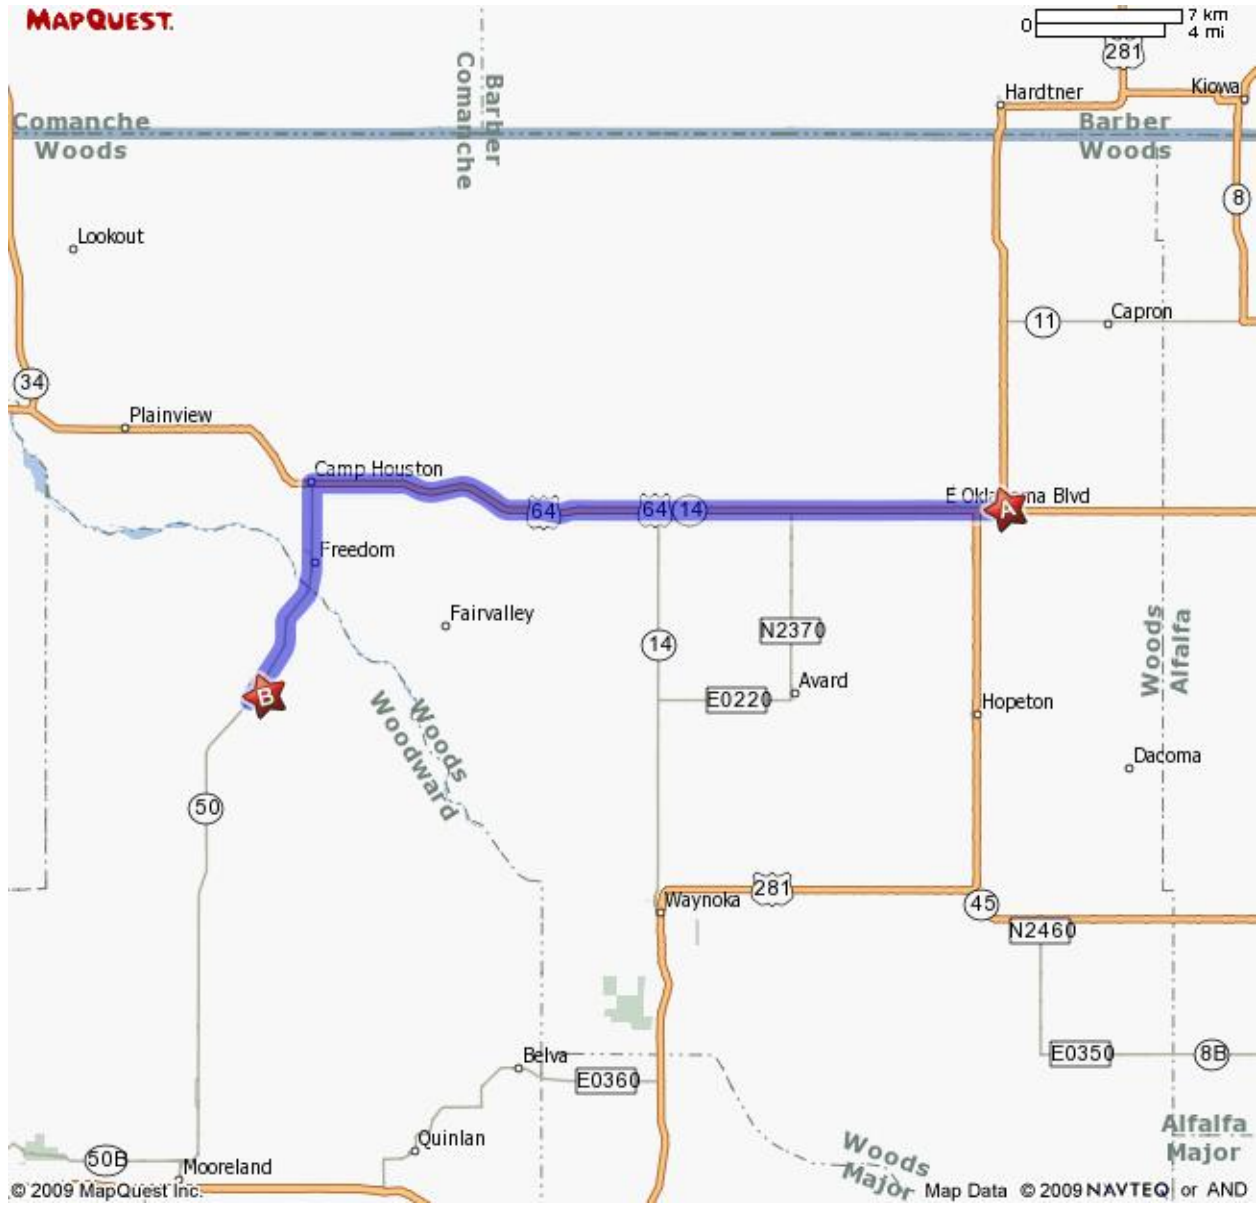 MAPQUEST.
0
7 km
4 mi
281
Hardtner
Kiowa
Comanche
Woods
Comanche
Barber
Barber
Woods
8
Lookout
11
Capron
34
Plainview
Camp Houston
E Oklahoma Blvd
A
64
64
14
Freedom
Fairvalley
N2370
14
Woods
Alfalfa
B
E0220
Avard
Hopeton
Woods
Woodward
Dacoma
50
281
Waynoka
45
N2460
Belva
E0360
E0350
8B
Quinlan
Woods
Major
Alfalfa
Major
50B
Mooreland
© 2009 MapQuest Inc.
Map Data © 2009 NAVTEQ or AND